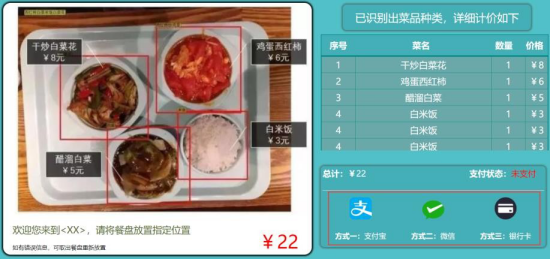 干炒白菜花
￥8元
鸡蛋西红柿
￥6元
白米饭
￥3元
醋溜白菜
￥5元
欢迎您来到<XX>，请将餐盘放置指定位置
如有错误信息，可取出餐盘重新放置
￥22
已识别出菜品种类，详细计价如下
序号 菜名 数量 价格
1 干炒白菜花 1 ￥8
2 鸡蛋西红柿 1 ￥6
3 醋溜白菜 1 ￥5
4 白米饭 1 ￥3
4 白米饭 1 ￥3
4 白米饭 1 ￥3
总计：￥22 支付状态：未支付
支
方式一：支付宝 方式二：微信 方式三：银行卡